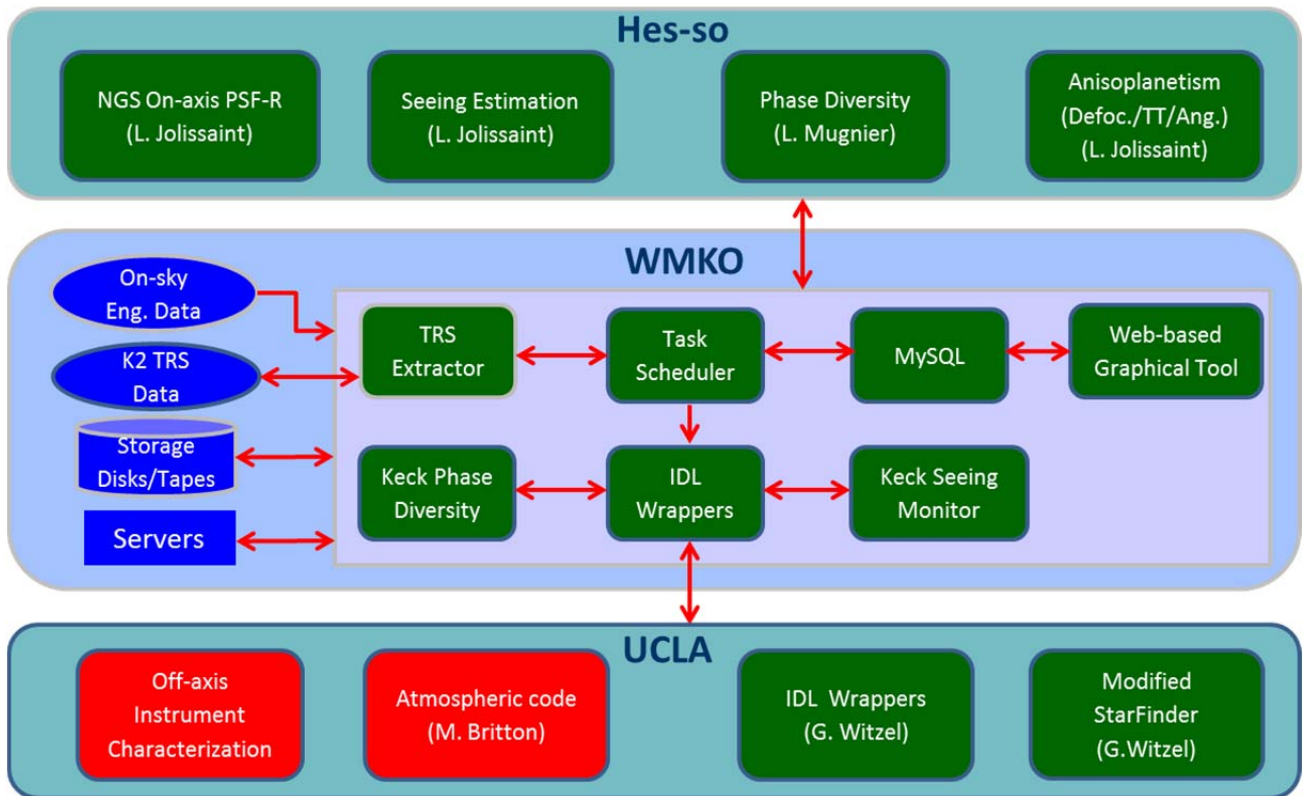 Hes-so
NGS On-axis PSF-R
(L. Jolissaint)
Seeing Estimation
(L. Jolissaint)
Phase Diversity
(L. Mugnier)
Anisoplanetism
(Defoc./TT/Ang.)
(L. Jolissaint)
WMKO
On-sky
Eng. Data
K2 TRS
Data
Storage
Disks/Tapes
Servers
TRS
Extractor
Task
Scheduler
MySQL
Web-based
Graphical Tool
Keck Phase
Diversity
IDL
Wrappers
Keck Seeing
Monitor
UCLA
Off-axis
Instrument
Characterization
Atmospheric code
(M. Britton)
IDL  Wrappers
(G. Witzel)
Modified
StarFinder
(G.Witzel)